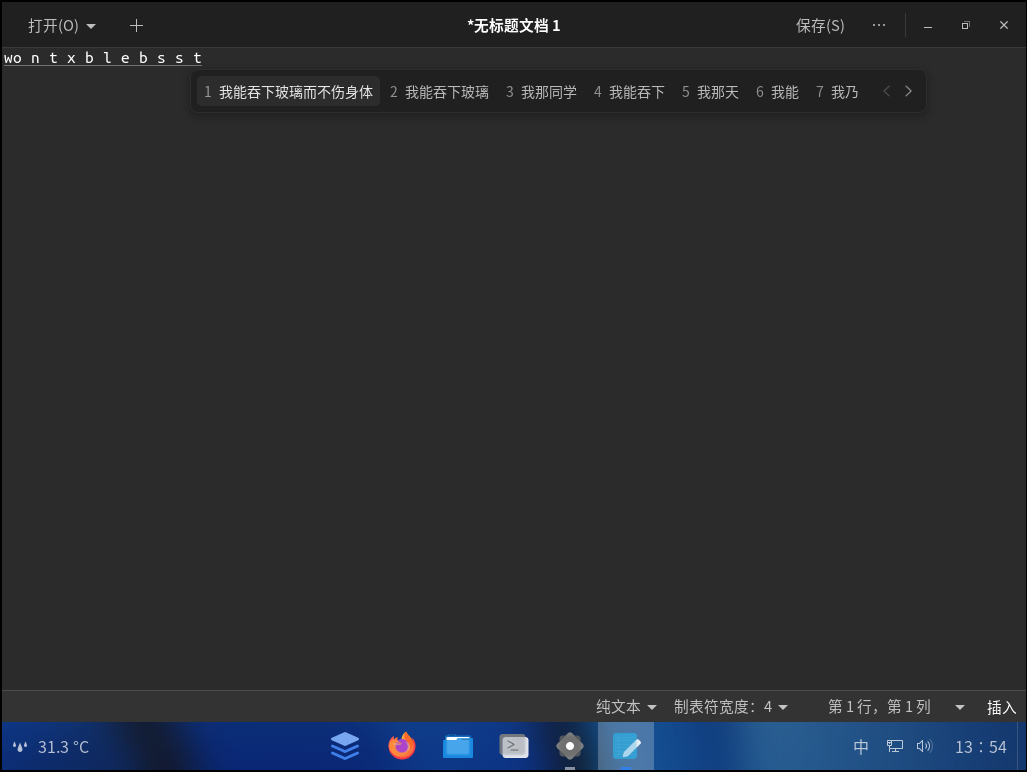 打开(O) *无标题文档 1 保存(S)
wo n t x b l e b s s t
1 我能吞下玻璃而不伤身体 2 我能吞下玻璃 3 我那同学 4 我能吞下 5 我那天 6 我能 7 我乃
纯文本 制表符宽度：4 第 1 行，第 1 列 插入
31.3 °C 中 13：54